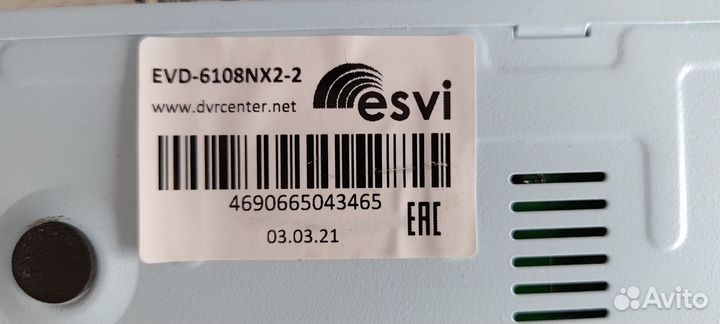 EVD-6108NX2-2
www.dvrcenter.net
esvi
4690665043465
03.03.21
EAC
Avito